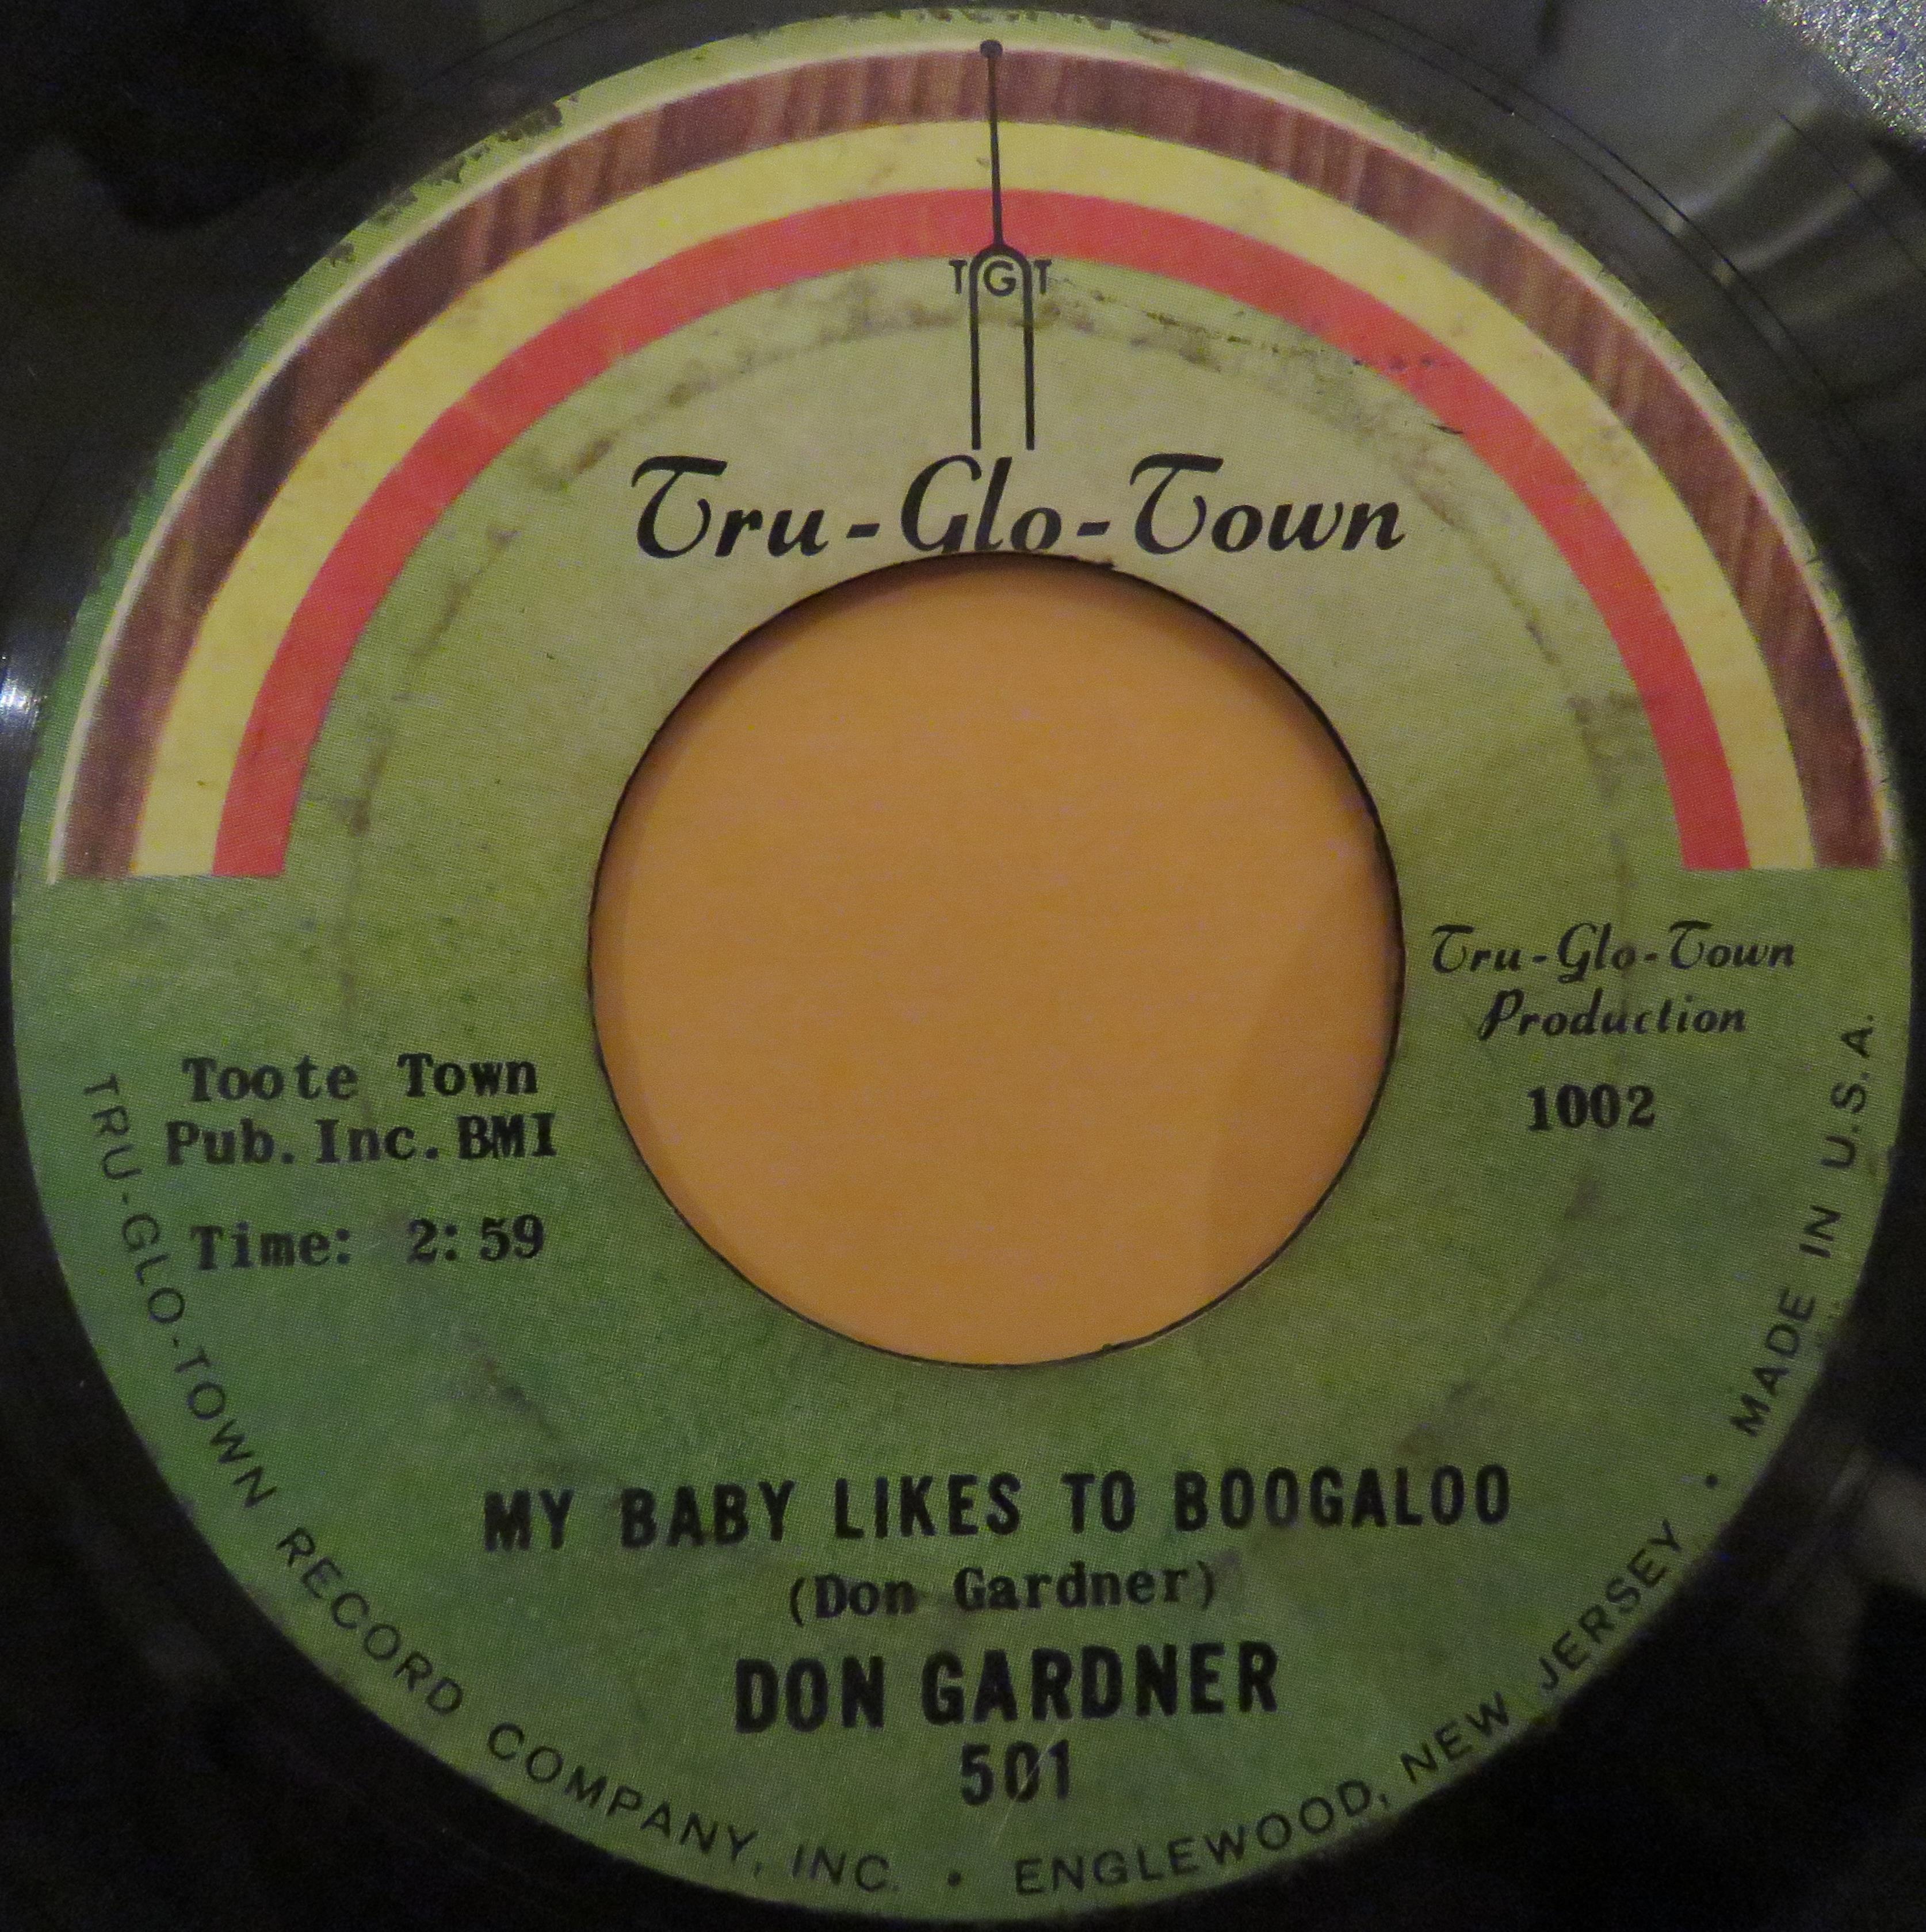 TGT
Tru-Glo-Town
Tru-Glo-Town
Production
1002
Toote Town
Pub. Inc. BMI
Time: 2:59
MY BABY LIKES TO BOOGALOO
(Don Gardner)
DON GARDNER
501
TRU-GLO-TOWN RECORD COMPANY, INC. • ENGLEWOOD, NEW JERSEY • MADE IN U.S.A.